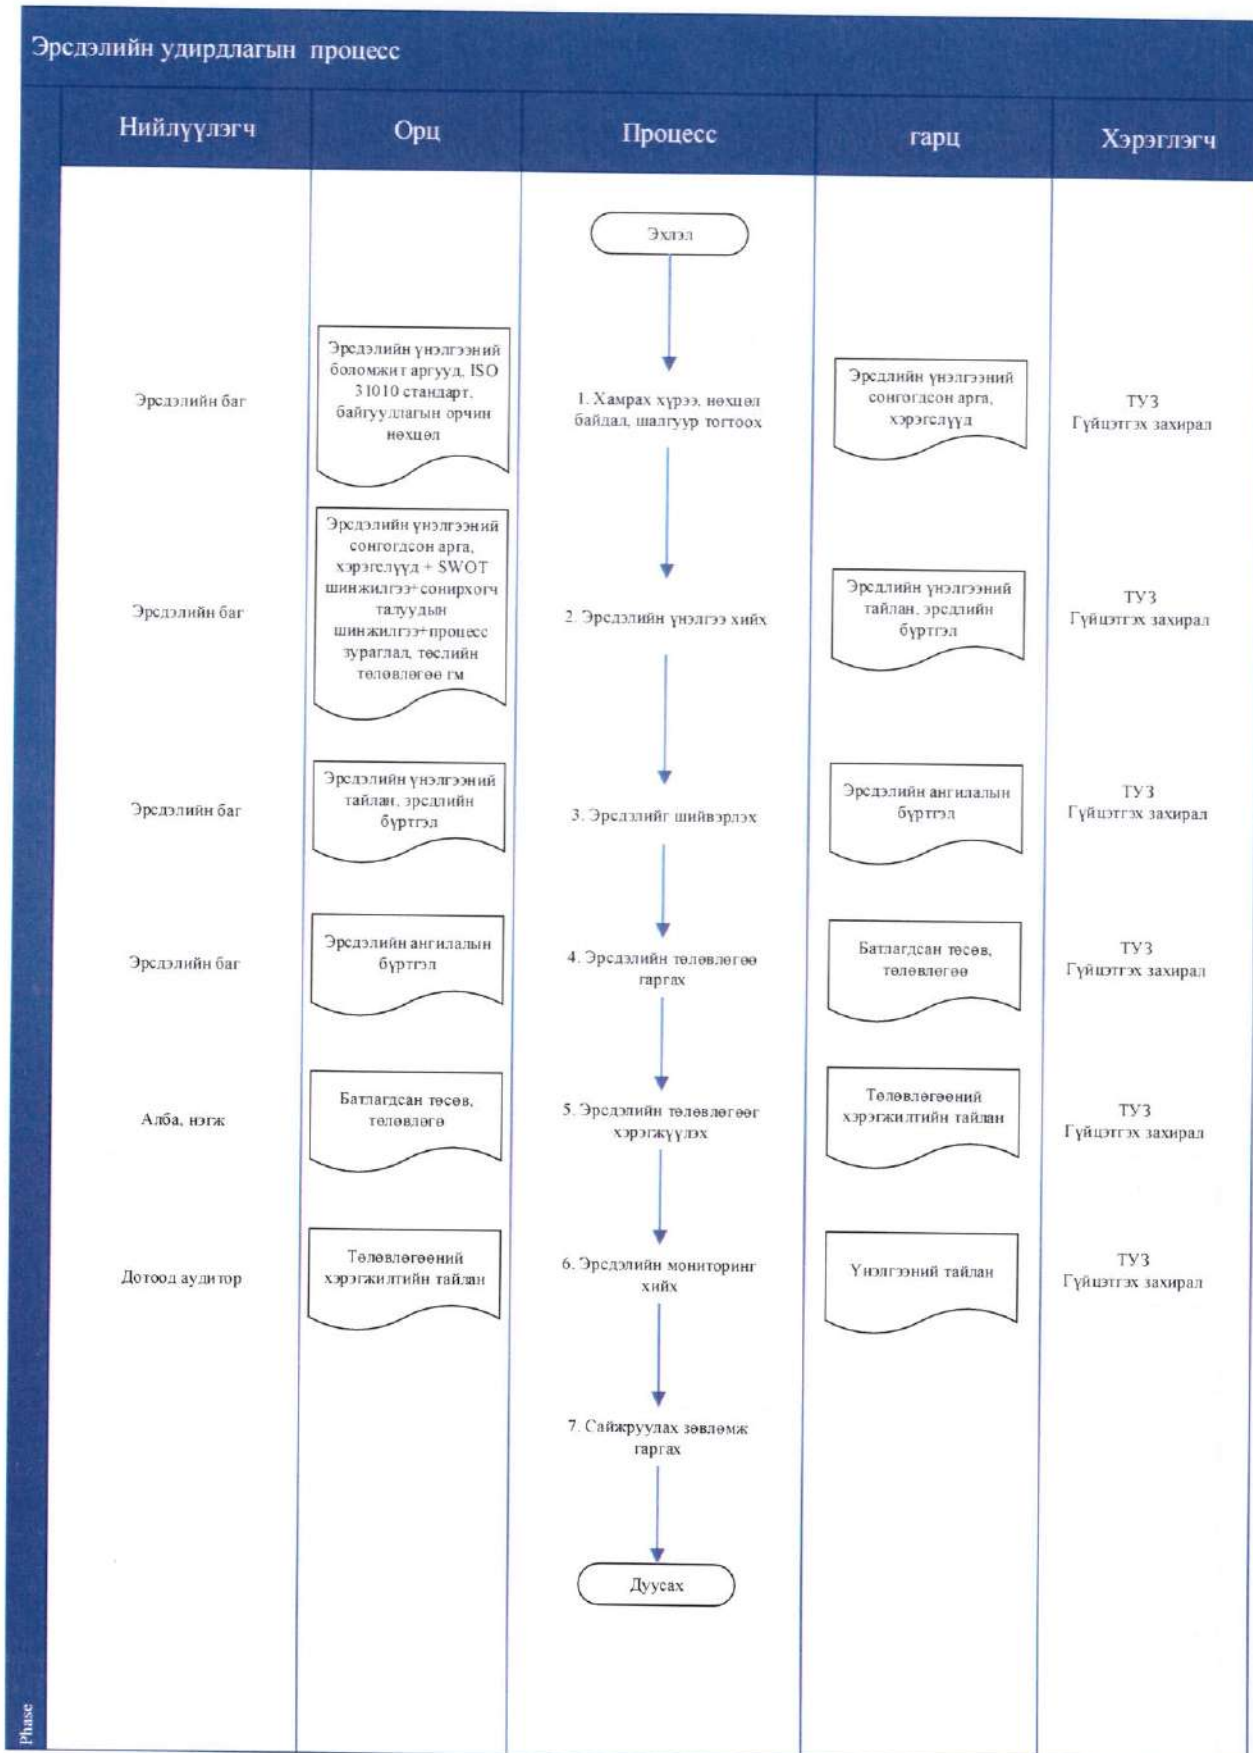 Эрсдэлийн удирдлагын процесс
Нийлүүлэгч
Орц
Процесс
гарц
Хэрэглэгч
Эхлэл
Эрсдэлийн баг
Эрсдэлийн үнэлгээний
боломжит аргууд, ISO
31010 стандарт,
байгууллагын орчин
нөхцөл
1. Хамрах хүрээ, нөхцөл
байдал, шалгуур тогтоох
Эрсдлийн үнэлгээний
сонгогдсон арга,
хэрэгслүүд
ТУЗ
Гүйцэтгэх захирал
Эрсдэлийн баг
Эрсдэлийн үнэлгээний
сонгогдсон арга,
хэрэгслүүд + SWOT
шинжилгээ+сонирхогч
талуудын
шинжилгээ+процесс
зураглал, төслийн
төлөвлөгөө гм
2. Эрсдэлийн үнэлгээ хийх
Эрсдлийн үнэлгээний
тайлан, эрсдлийн
бүртгэл
ТУЗ
Гүйцэтгэх захирал
Эрсдэлийн баг
Эрсдэлийн үнэлгээний
тайлан, эрсдлийн
бүртгэл
3. Эрсдэлийг шийвэрлэх
Эрсдэлийн ангилалын
бүртгэл
ТУЗ
Гүйцэтгэх захирал
Эрсдэлийн баг
Эрсдэлийн ангилалын
бүртгэл
4. Эрсдэлийн төлөвлөгөө
гаргах
Батлагдсан төсөв,
төлөвлөгөө
ТУЗ
Гүйцэтгэх захирал
Алба, нэгж
Батлагдсан төсөв,
төлөвлөгө
5. Эрсдэлийн төлөвлөгөөг
хэрэгжүүлэх
Төлөвлөгөөний
хэрэгжилтийн тайлан
ТУЗ
Гүйцэтгэх захирал
Дотоод аудитор
Төлөвлөгөөний
хэрэгжилтийн тайлан
6. Эрсдэлийн мониторинг
хийх
Үнэлгээний тайлан
ТУЗ
Гүйцэтгэх захирал
7. Сайжруулах зөвлөмж
гаргах
Дуусах
Phase